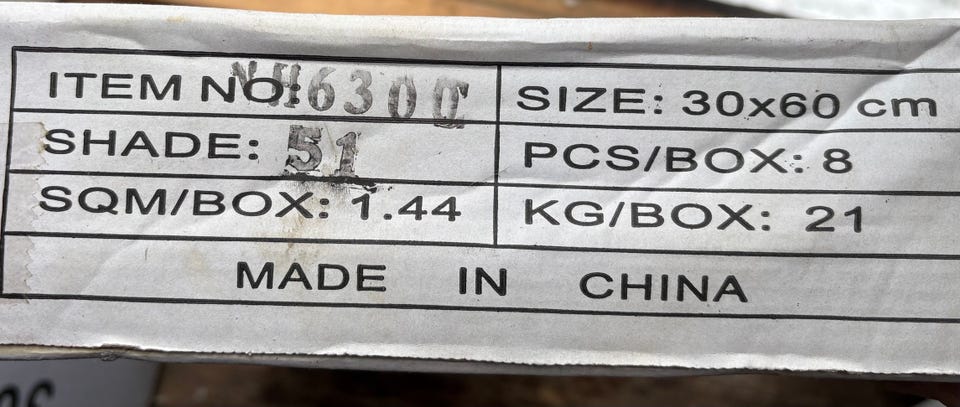 ITEM NO: 6300
SIZE: 30x60 cm
SHADE: 51
PCS/BOX: 8
SQM/BOX: 1.44
KG/BOX: 21
MADE IN CHINA